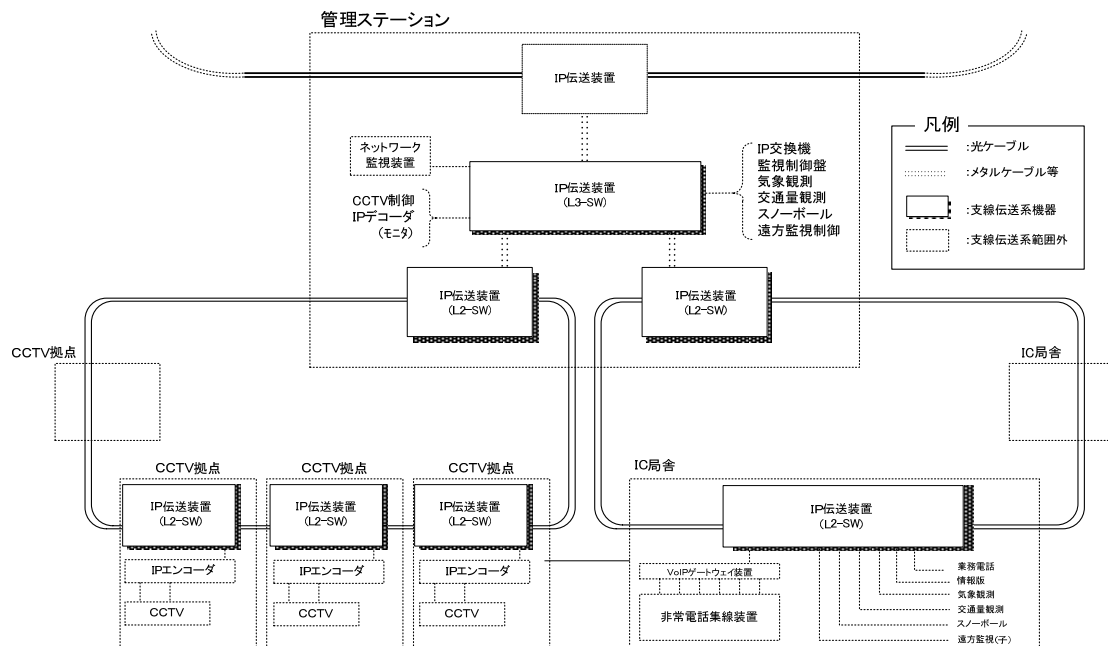 管理ステーション
IP伝送装置
ネットワーク
監視装置
CCTV制御
IPデコーダ
(モニタ)
IP伝送装置
(L3-SW)
IP交換機
監視制御盤
気象観測
交通量観測
スノーポール
遠方監視制御
凡例
:光ケーブル
:メタルケーブル等
:支線伝送系機器
:支線伝送系範囲外
IP伝送装置
(L2-SW)
IP伝送装置
(L2-SW)
CCTV拠点
IC局舎
CCTV拠点
IP伝送装置
(L2-SW)
IPエンコーダ
CCTV
CCTV拠点
IP伝送装置
(L2-SW)
IPエンコーダ
CCTV
CCTV拠点
IP伝送装置
(L2-SW)
IPエンコーダ
CCTV
IC局舎
IP伝送装置
(L2-SW)
VoIPゲートウェイ装置
非常電話集線装置
業務電話
情報版
気象観測
交通量観測
スノーポール
遠方監視(子)